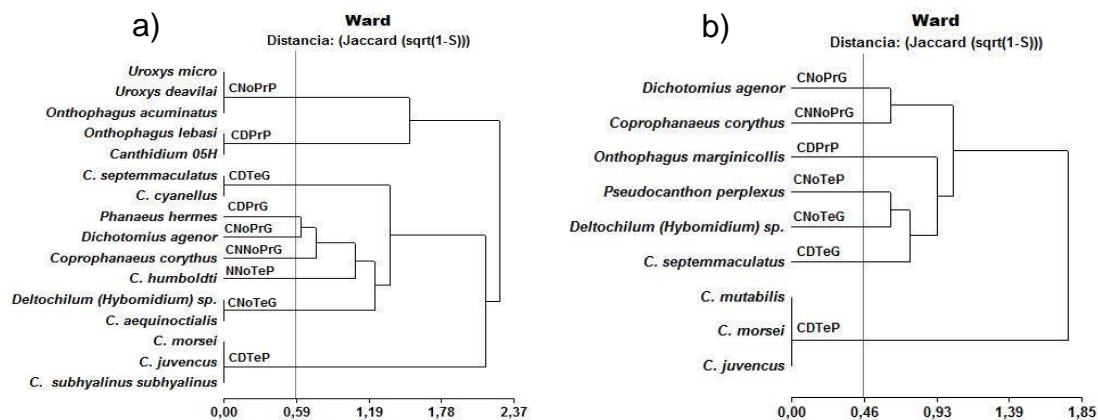 a)
Ward
Distancia: (Jaccard (sqrt(1-S)))
Uroxys micro
Uroxys deavilai
CNoPrP
Onthophagus acuminatus
Onthophagus lebasi
CDPrP
Canthidium 05H
C. septemmaculatus
CDTeG
C. cyanellus
Phanaeus hermes
CDPrG
Dichotomius agenor
CNoPrG
Coprophanaeus corythus
CNNoPrG
C. humboldti
NNoTeP
Deltochilum (Hybomidium) sp.
CNoTeG
C. aequinoctialis
C. morsei
C. juvencus
CDTeP
C. subhyalinus subhyalinus
0,00 0,59 1,19 1,78 2,37
b)
Ward
Distancia: (Jaccard (sqrt(1-S)))
Dichotomius agenor
CNoPrG
Coprophanaeus corythus
CNNoPrG
Onthophagus marginicollis
CDPrP
Pseudocanthon perplexus
CNoTeP
Deltochilum (Hybomidium) sp.
CNoTeG
C. septemmaculatus
CDTeG
C. mutabilis
C. morsei
CDTeP
C. juvencus
0,00 0,46 0,93 1,39 1,85